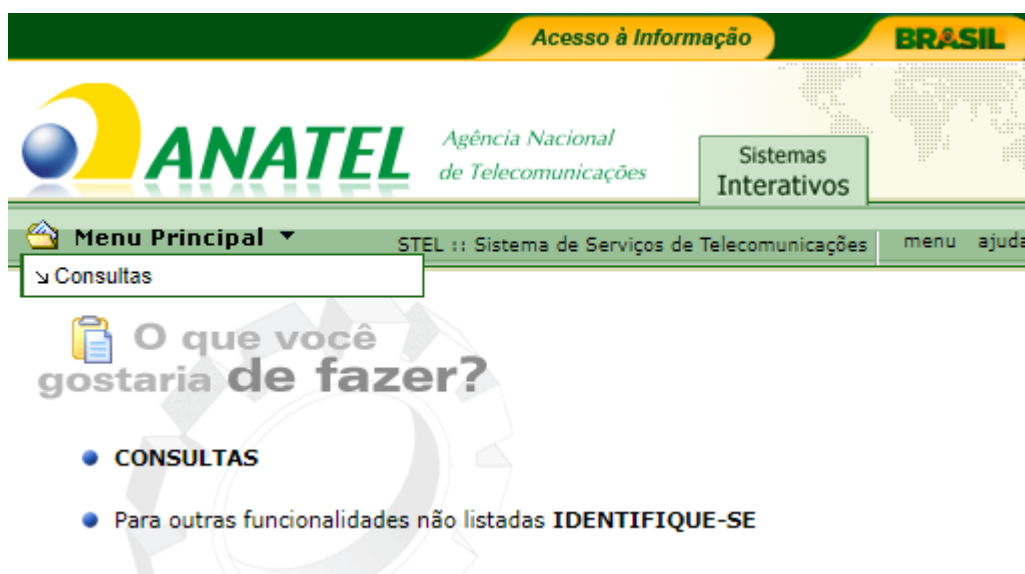 Acesso à Informação
BRASIL
ANATEL
Agência Nacional
de Telecomunicações
Sistemas
Interativos
Menu Principal
STEL :: Sistema de Serviços de Telecomunicações
menu
ajuda
Consultas
O que você
gostaria de fazer?
CONSULTAS
Para outras funcionalidades não listadas IDENTIFIQUE-SE